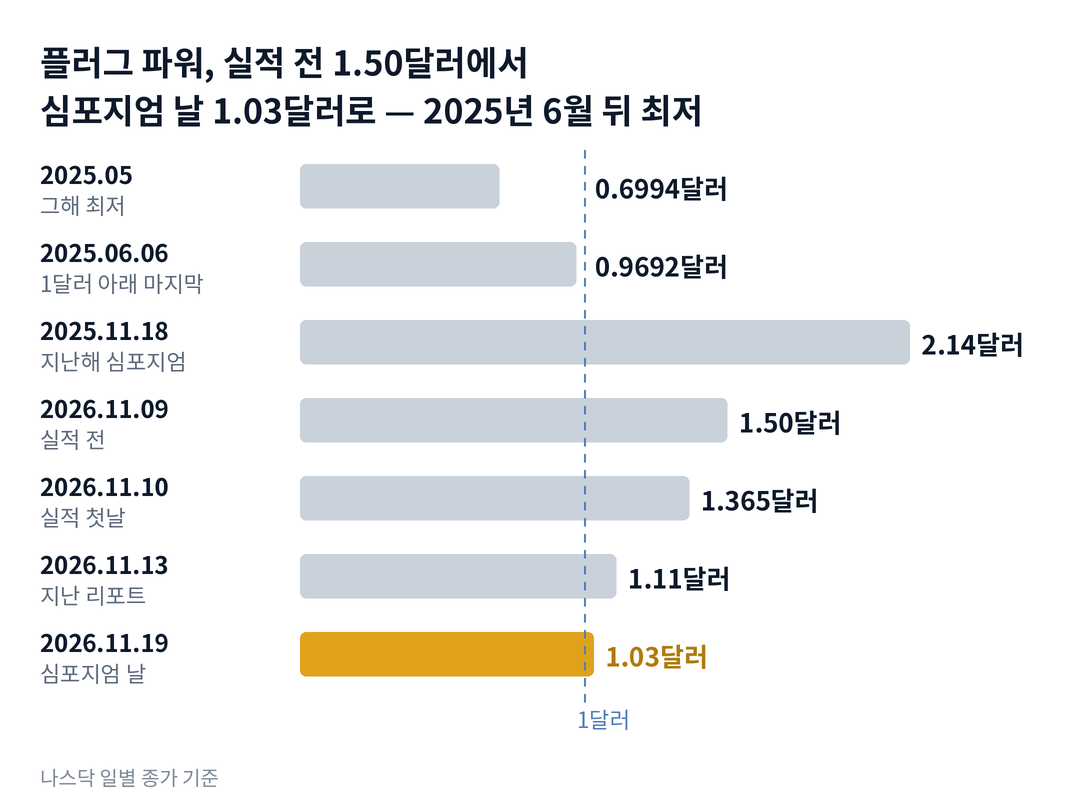 플러그 파워, 실적 전 1.50달러에서
심포지엄 날 1.03달러로 — 2025년 6월 뒤 최저
2025.05
그해 최저
0.6994달러
2025.06.06
1달러 아래 마지막
0.9692달러
2025.11.18
지난해 심포지엄
2.14달러
2026.11.09
실적 전
1.50달러
2026.11.10
실적 첫날
1.365달러
2026.11.13
지난 리포트
1.11달러
2026.11.19
심포지엄 날
1.03달러
1달러
나스닥 일별 종가 기준